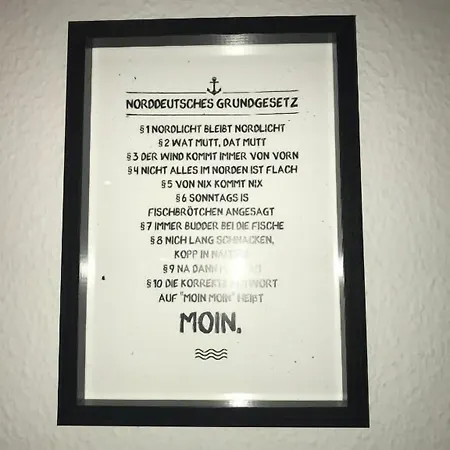 NORDDEUTSCHES GRUNDGESETZ
§ 1 NORDLICHT BLEIBT NORDLICHT
§ 2 WAT MUTT, DAT MUTT
§ 3 DER WIND KOMMT IMMER VON VORN
§ 4 NICHT ALLES IM NORDEN IST FLACH
§ 5 VON NIX KOMMT NIX
§ 6 SONNTAGS IS
FISCHBRÖTCHEN ANGESAGT
§ 7 IMMER BUDDER BEI DIE FISCHE
§ 8 NICH LANG SCHNACKEN,
KOPP IN
§ 9 NA DANN
§ 10 DIE KORREKTE ANTWORT
AUF "MOIN MOIN" HEIßT
MOIN.